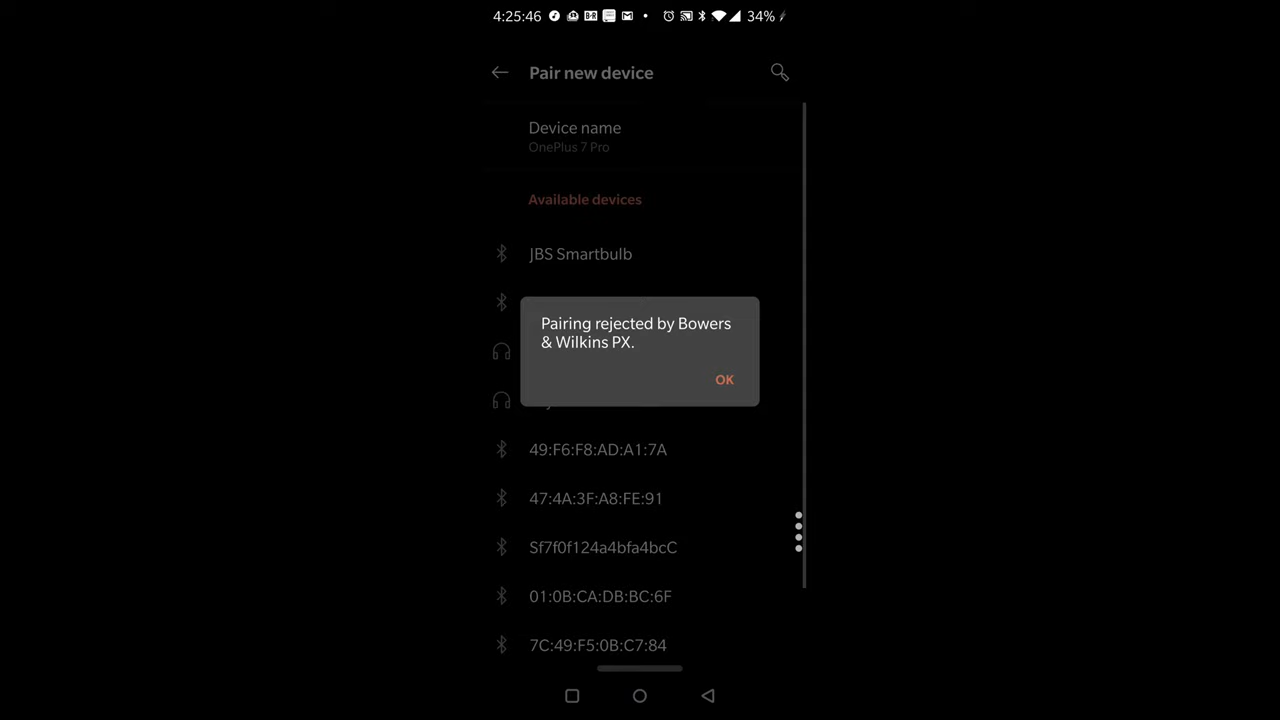 4:25:46
34%
Pair new device
Device name
OnePlus 7 Pro
Available devices
JBS Smartbulb
Pairing rejected by Bowers
& Wilkins PX.
OK
49:F6:F8:AD:A1:7A
47:4A:3F:A8:FE:91
Sf7f0f124a4bfa4bcC
01:0B:CA:DB:BC:6F
7C:49:F5:0B:C7:84